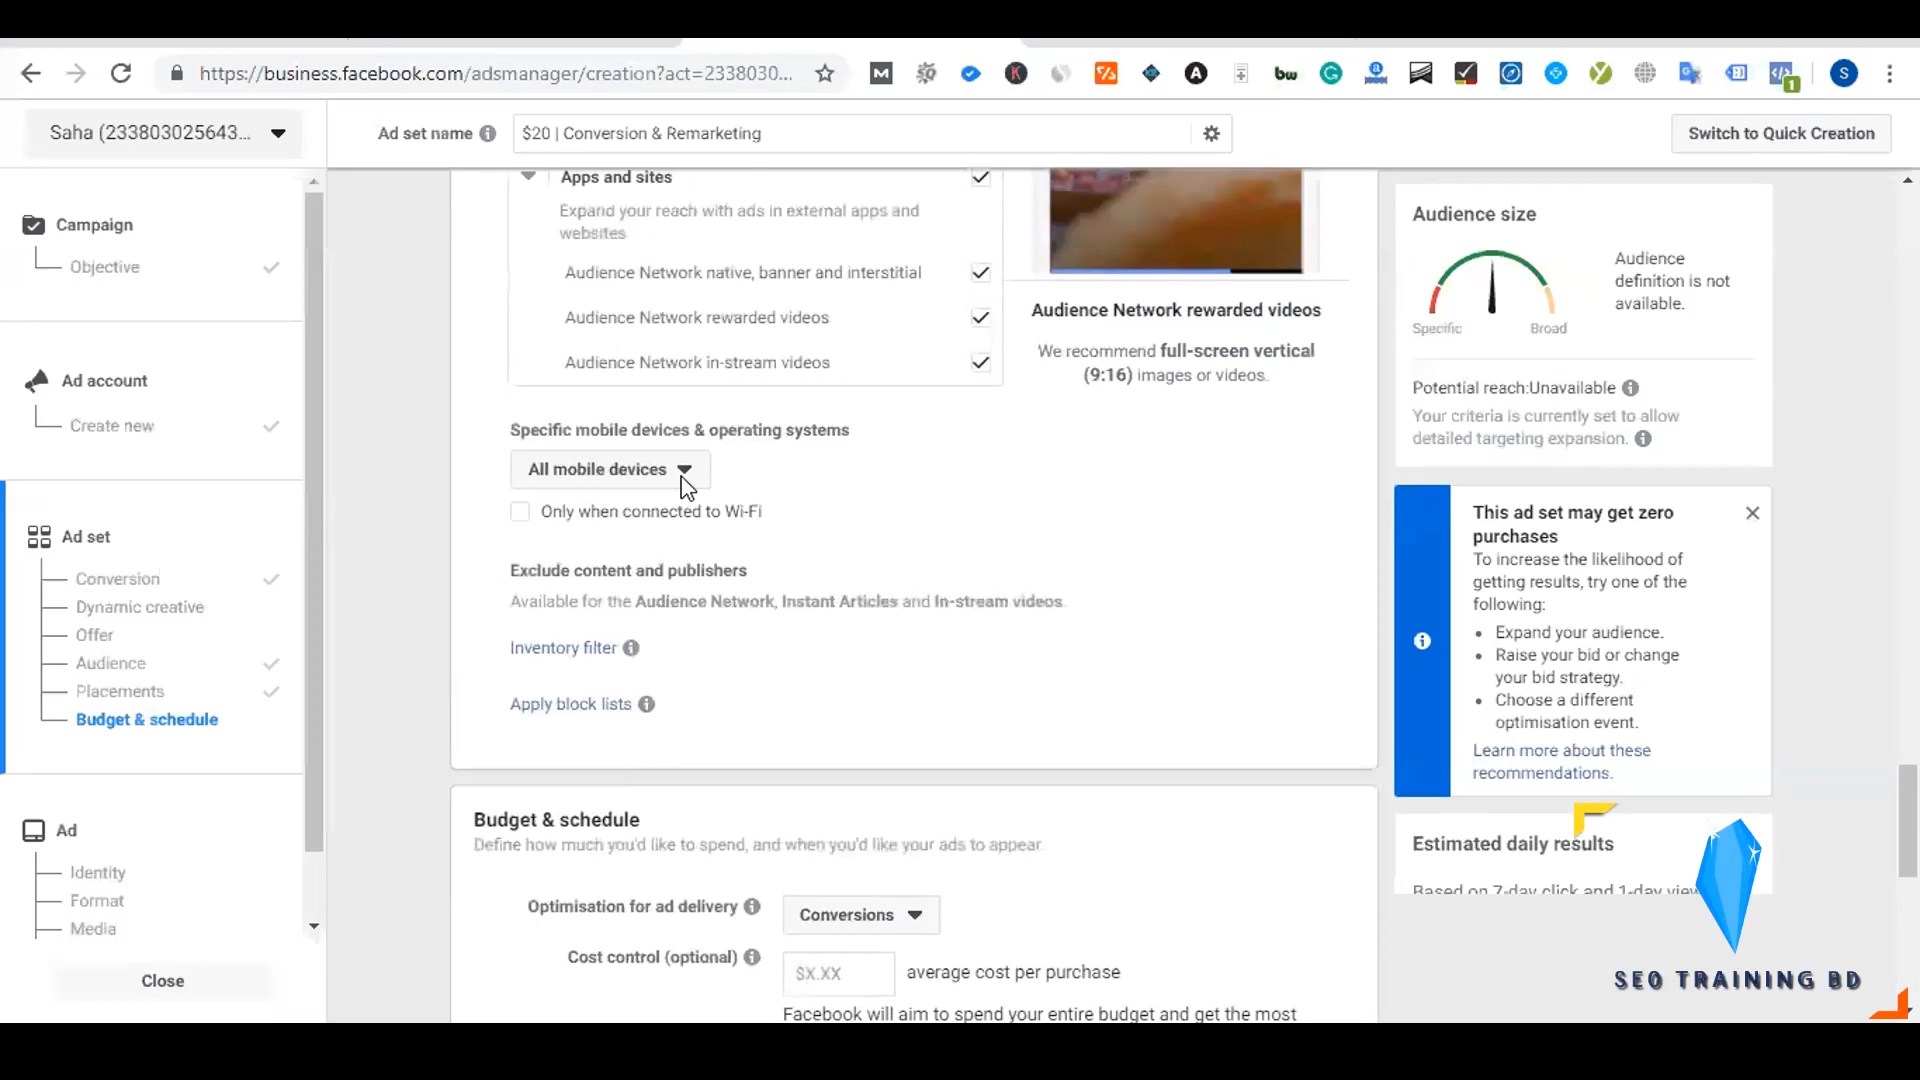 https://business.facebook.com/adsmanager/creation?act=2338030...
bw
1
S
Saha (233803025643...
Ad set name
$20 | Conversion & Remarketing
Switch to Quick Creation
Campaign
Objective
Ad account
Create new
Ad set
Conversion
Dynamic creative
Offer
Audience
Placements
Budget & schedule
Ad
Identity
Format
Media
Close
Apps and sites
Expand your reach with ads in external apps and
websites
Audience Network native, banner and interstitial
Audience Network rewarded videos
Audience Network in-stream videos
Audience Network rewarded videos
We recommend full-screen vertical
(9:16) images or videos.
Specific mobile devices & operating systems
All mobile devices
Only when connected to Wi-Fi
Exclude content and publishers
Available for the Audience Network, Instant Articles and In-stream videos.
Inventory filter
Apply block lists
Budget & schedule
Define how much you'd like to spend, and when you'd like your ads to appear.
Optimisation for ad delivery
Conversions
Cost control (optional)
$X.XX
average cost per purchase
Facebook will aim to spend your entire budget and get the most
Audience size
Specific
Broad
Audience
definition is not
available.
Potential reach:Unavailable
Your criteria is currently set to allow
detailed targeting expansion.
This ad set may get zero
purchases
To increase the likelihood of
getting results, try one of the
following:
• Expand your audience.
• Raise your bid or change
your bid strategy.
• Choose a different
optimisation event.
Learn more about these
recommendations.
Estimated daily results
Based on 7-day click and 1-day view
SEO TRAINING BD